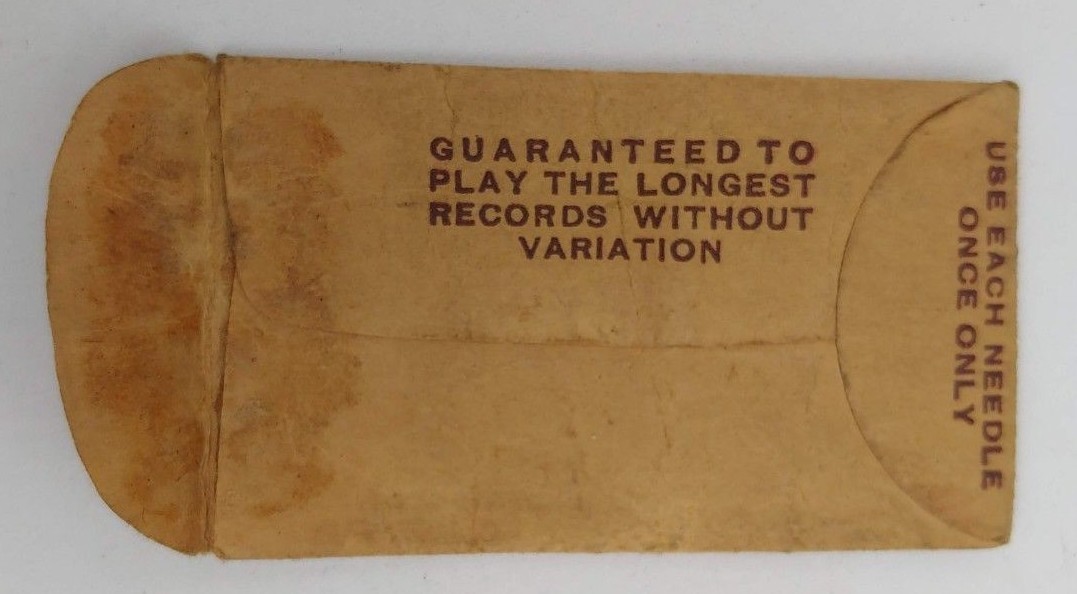 GUARANTEED TO
PLAY THE LONGEST
RECORDS WITHOUT
VARIATION
USE EACH NEEDLE
ONCE ONLY